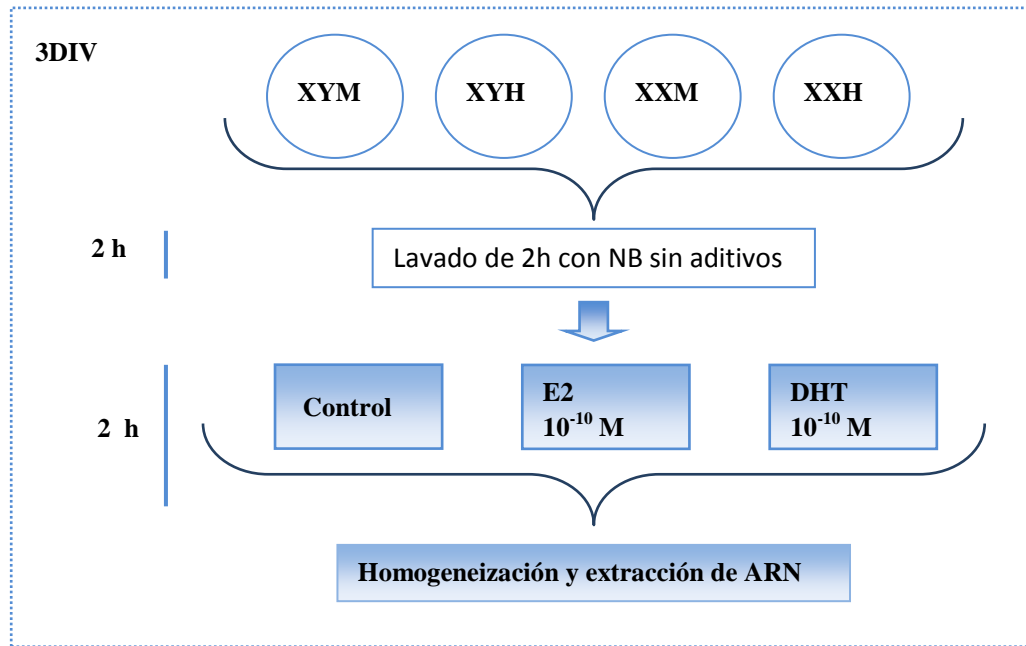 3DIV
XYM
XYH
XXM
XXH
2 h
Lavado de 2h con NB sin aditivos
2 h
Control
E2
10⁻¹⁰ M
DHT
10⁻¹⁰ M
Homogeneización y extracción de ARN